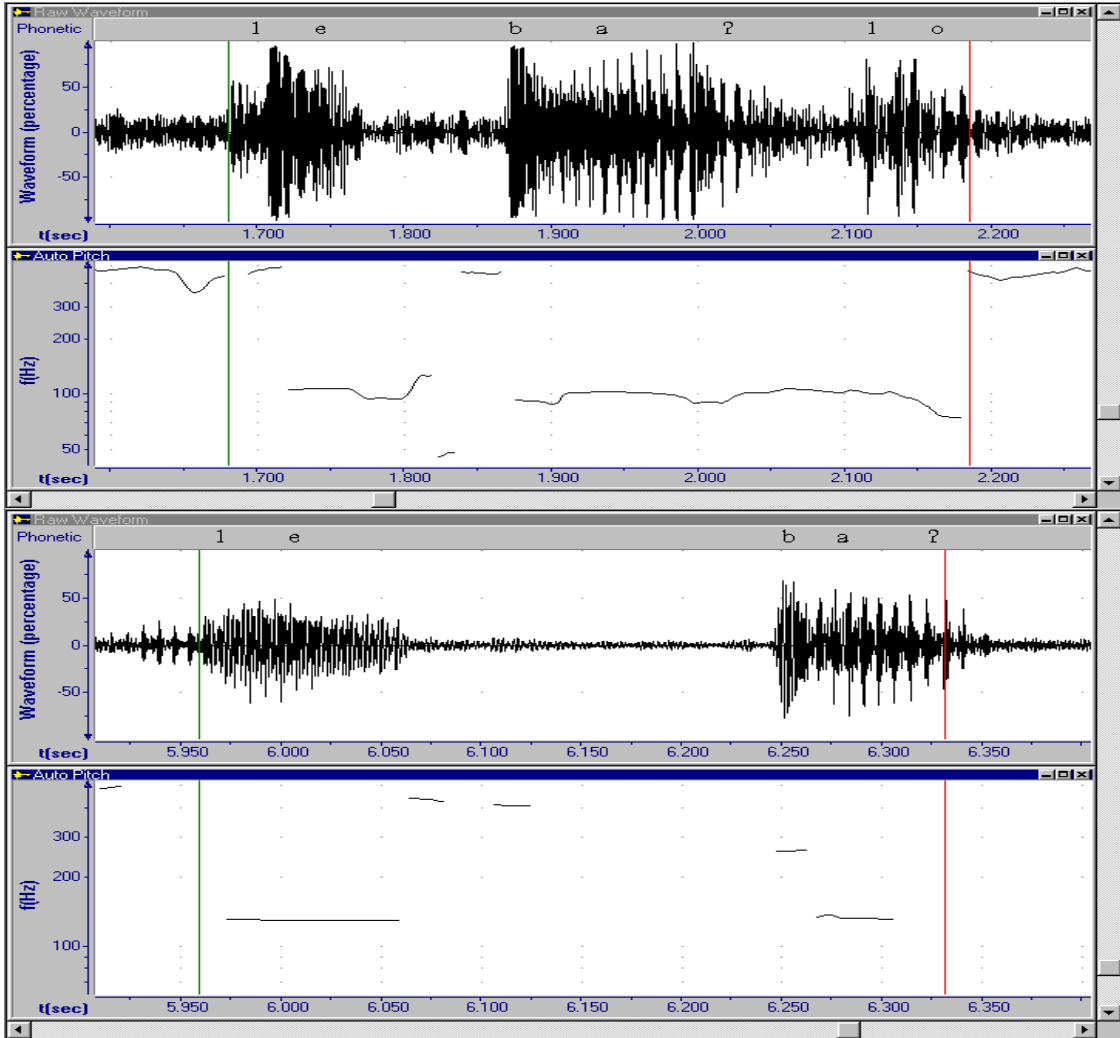 Raw Waveform
Phonetic l e b a ʔ l o
Waveform (percentage)
50
0
-50
t(sec) 1.700 1.800 1.900 2.000 2.100 2.200
Auto Pitch
f(Hz)
300
200
100
50
t(sec) 1.700 1.800 1.900 2.000 2.100 2.200
Raw Waveform
Phonetic l e b a ʔ
Waveform (percentage)
50
0
-50
t(sec) 5.950 6.000 6.050 6.100 6.150 6.200 6.250 6.300 6.350
Auto Pitch
f(Hz)
300
200
100
t(sec) 5.950 6.000 6.050 6.100 6.150 6.200 6.250 6.300 6.350